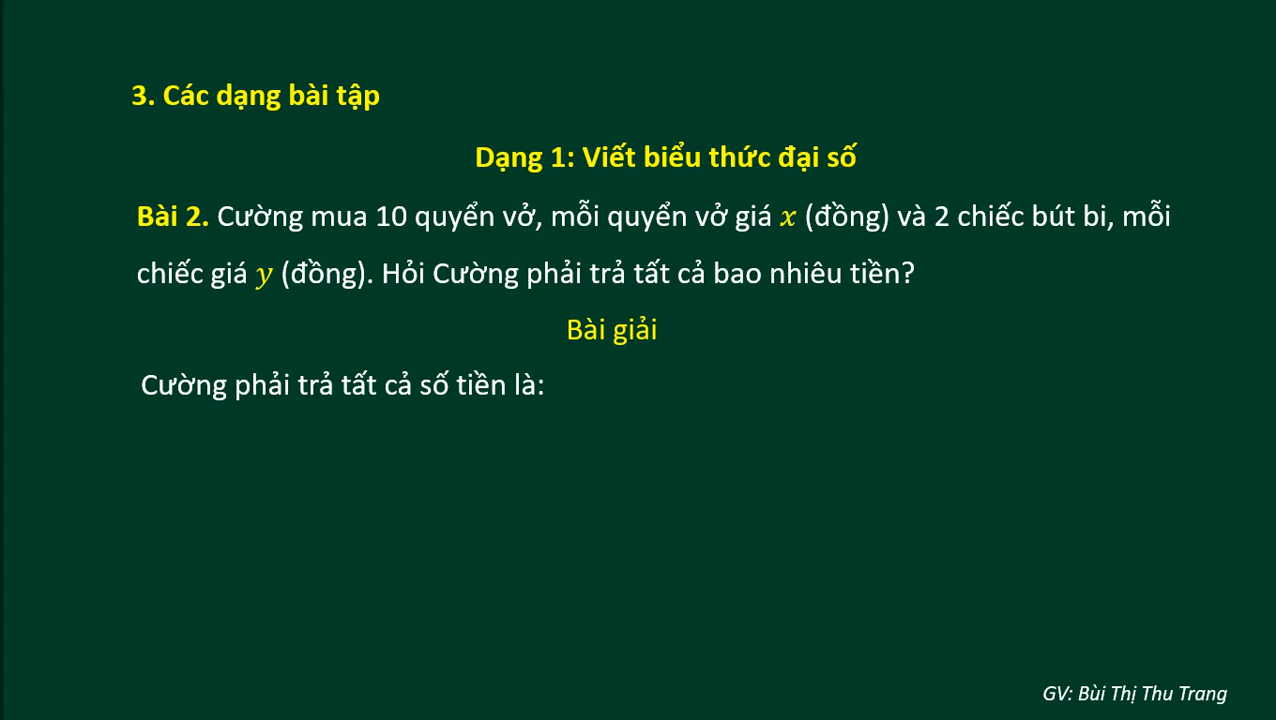 3. Các dạng bài tập
Dạng 1: Viết biểu thức đại số
Bài 2. Cường mua 10 quyển vở, mỗi quyển vở giá x (đồng) và 2 chiếc bút bi, mỗi
chiếc giá y (đồng). Hỏi Cường phải trả tất cả bao nhiêu tiền?
Bài giải
Cường phải trả tất cả số tiền là:
GV: Bùi Thị Thu Trang